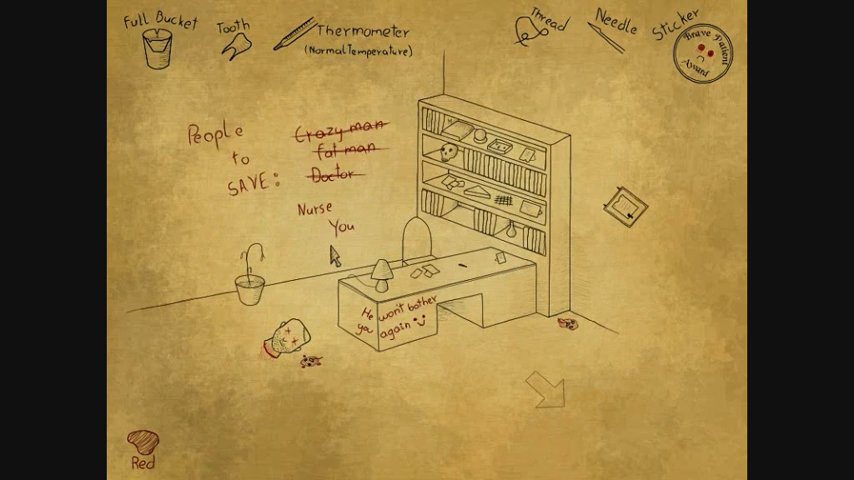 Full Bucket
Tooth
Thermometer
(Normal Temperature)
Thread
Needle
Sticker
Brave Patient
Award
People
to
SAVE:
Crazy man
fat man
Doctor
Nurse
You
He won't bother
you again
Red